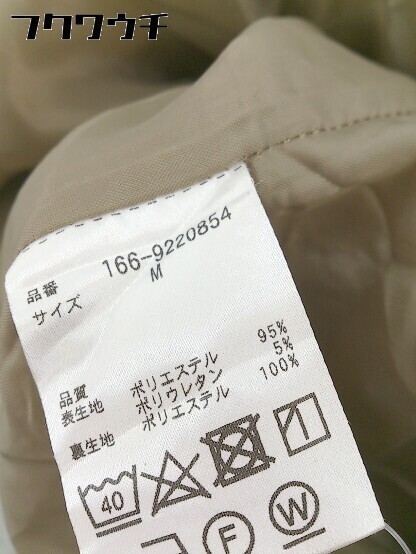 フクワウチ
品番 166-9220854
サイズ M
品質
表生地 ポリエステル 95%
ポリウレタン 5%
裏生地 ポリエステル 100%
40
F W